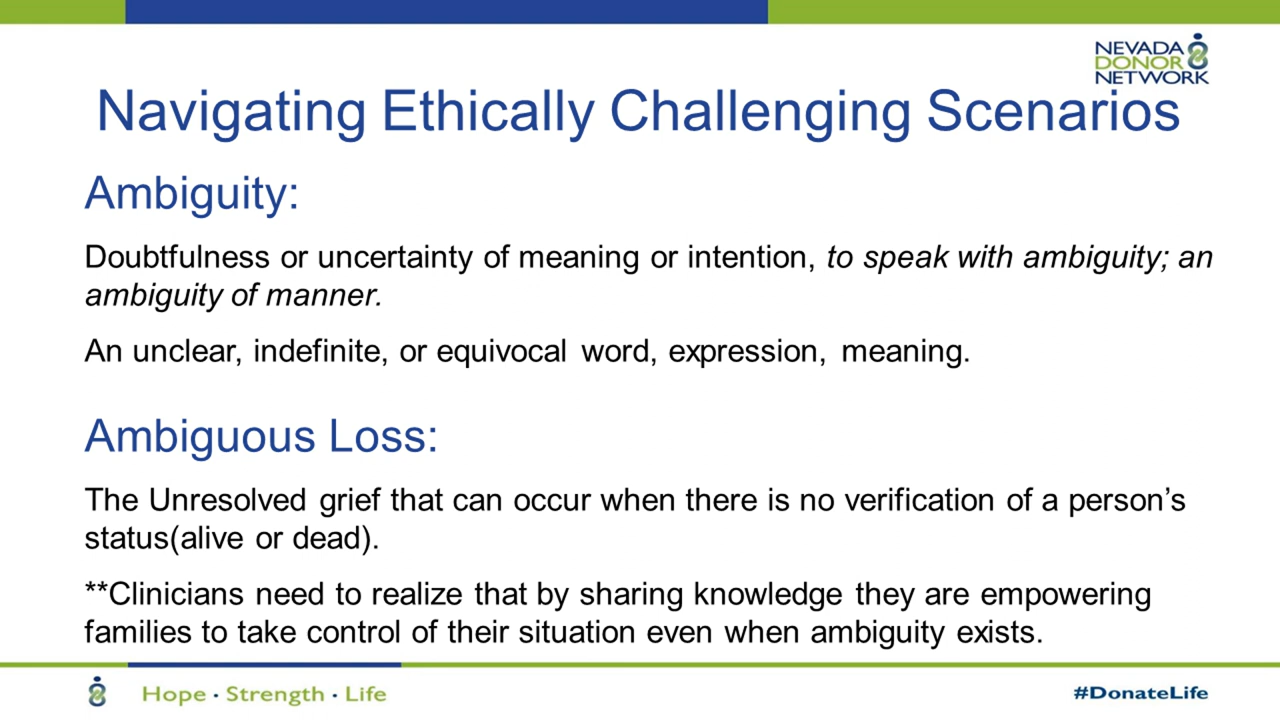 NEVADA
DONOR
NETWORK
Navigating Ethically Challenging Scenarios
Ambiguity:
Doubtfulness or uncertainty of meaning or intention, to speak with ambiguity; an
ambiguity of manner.
An unclear, indefinite, or equivocal word, expression, meaning.
Ambiguous Loss:
The Unresolved grief that can occur when there is no verification of a person’s
status(alive or dead).
**Clinicians need to realize that by sharing knowledge they are empowering
families to take control of their situation even when ambiguity exists.
Hope · Strength · Life
#DonateLife